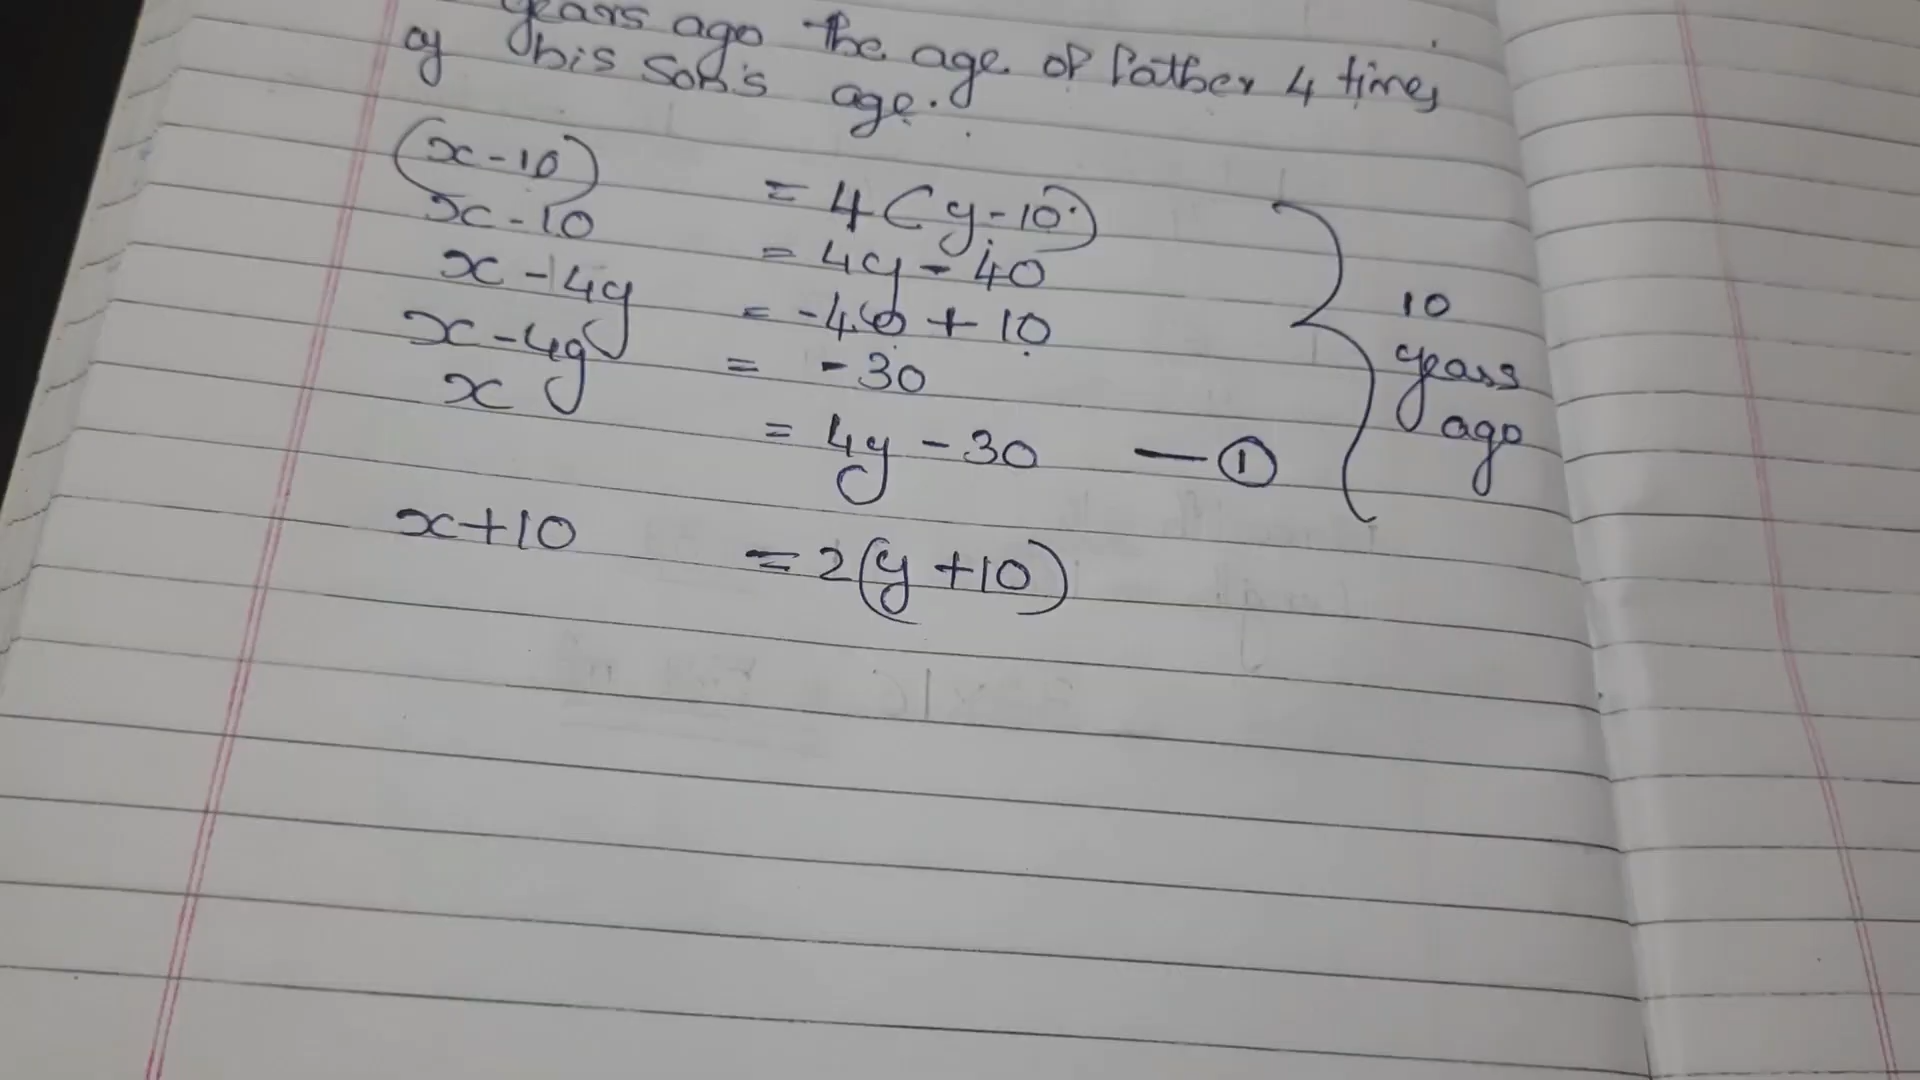 years ago the age of father 4 times
of his son's age.
(x-10) = 4(y-10)
x-10 = 4y-40
x-4y = -40+10
x-4y = -30
x = 4y-30 — ①
10
years
ago
x+10 = 2(y+10)